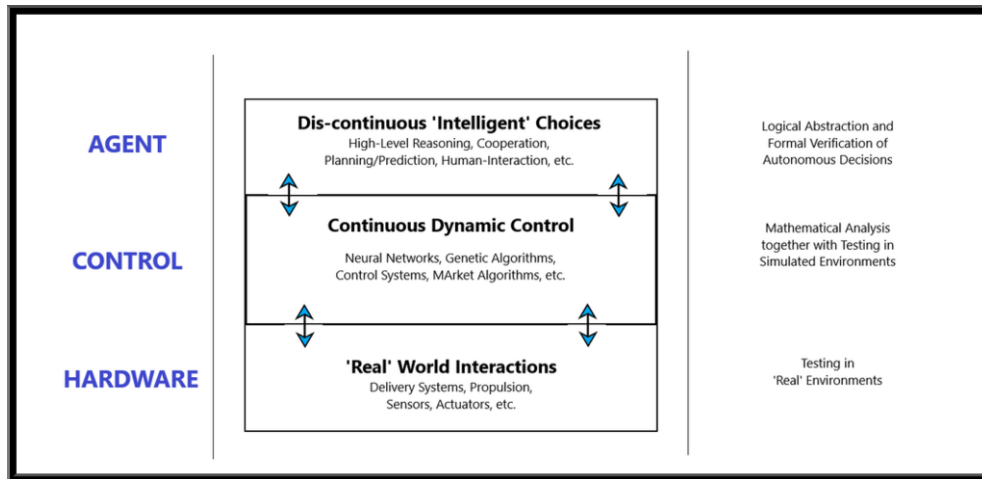 AGENT
Dis-continuous 'Intelligent' Choices
High-Level Reasoning, Cooperation,
Planning/Prediction, Human-Interaction, etc.
Logical Abstraction and
Formal Verification of
Autonomous Decisions
CONTROL
Continuous Dynamic Control
Neural Networks, Genetic Algorithms,
Control Systems, MArket Algorithms, etc.
Mathematical Analysis
together with Testing in
Simulated Environments
HARDWARE
'Real' World Interactions
Delivery Systems, Propulsion,
Sensors, Actuators, etc.
Testing in
'Real' Environments